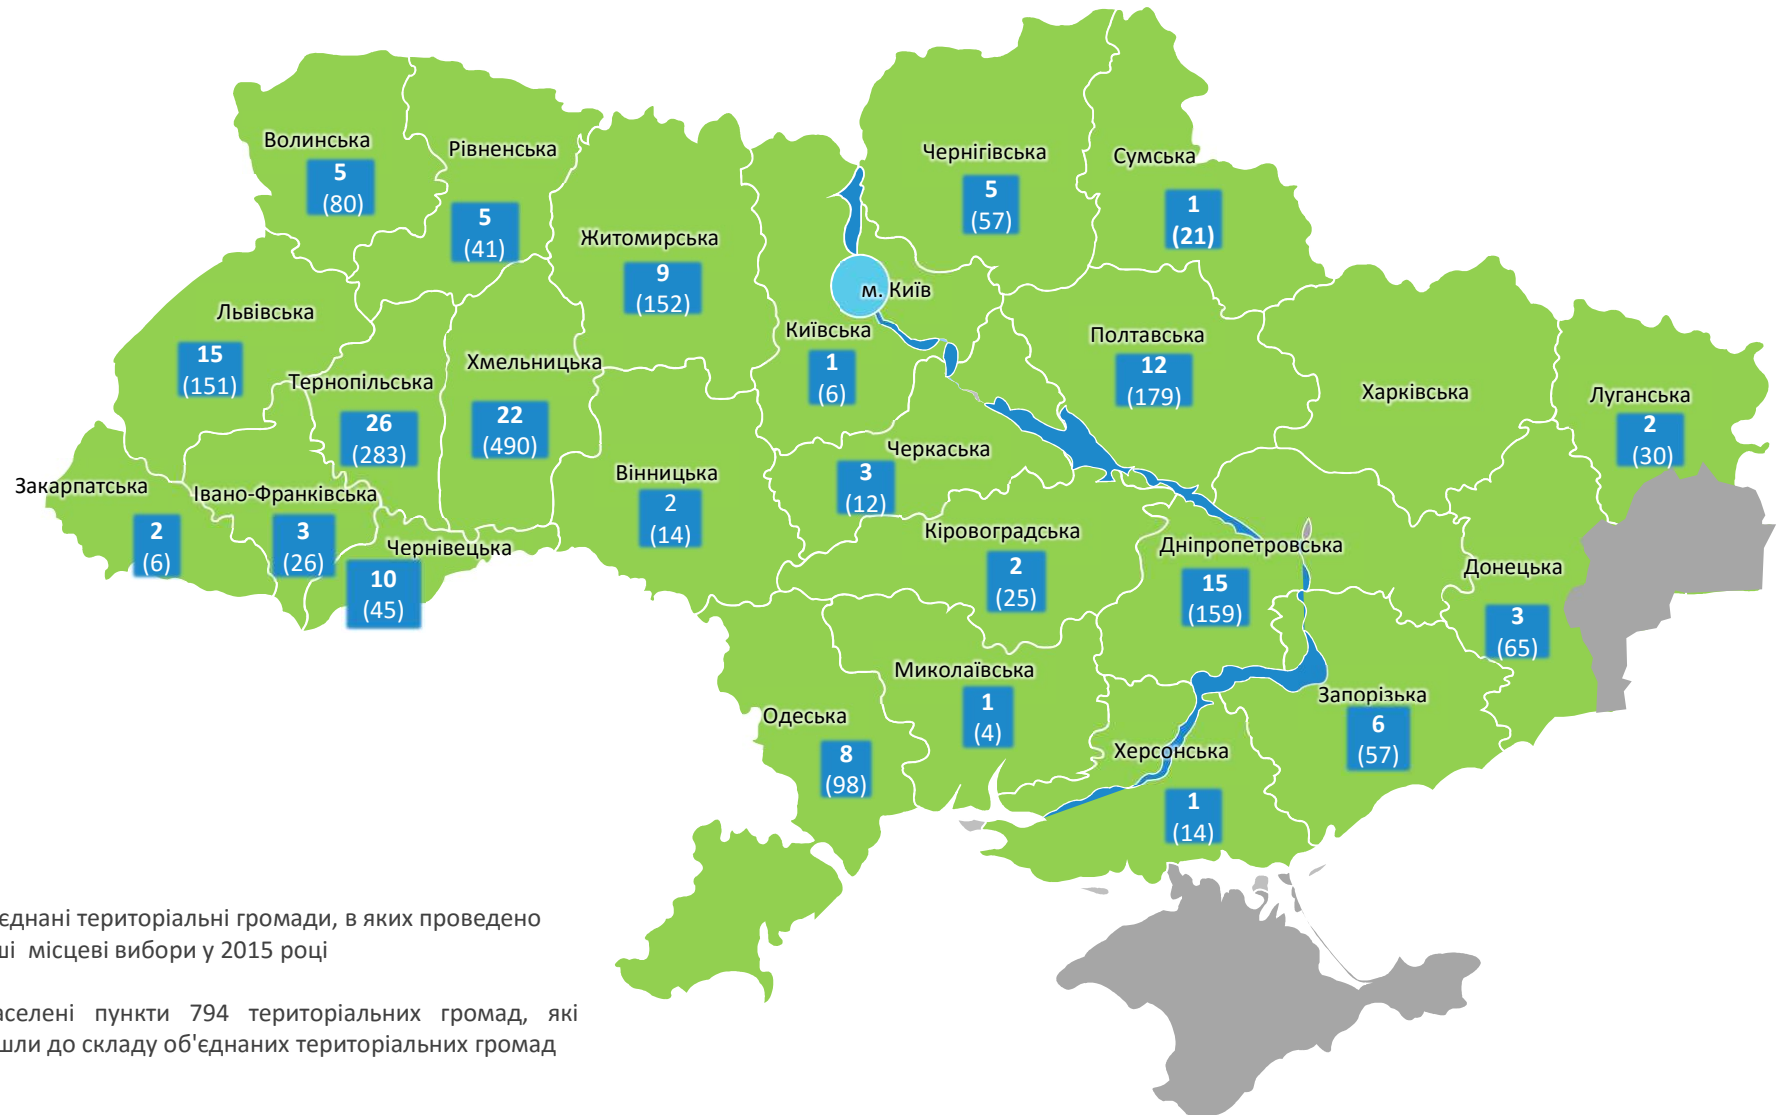 Волинська
5
(80)
Рівненська
5
(41)
Житомирська
9
(152)
Чернігівська
5
(57)
Сумська
1
(21)
м. Київ
Київська
1
(6)
Львівська
15
(151)
Тернопільська
26
(283)
Хмельницька
22
(490)
Полтавська
12
(179)
Харківська
Луганська
2
(30)
Закарпатська
2
(6)
Івано-Франківська
3
(26)
Чернівецька
10
(45)
Вінницька
2
(14)
Черкаська
3
(12)
Кіровоградська
2
(25)
Дніпропетровська
15
(159)
Донецька
3
(65)
Миколаївська
1
(4)
Одеська
8
(98)
Запорізька
6
(57)
Херсонська
1
(14)
єднані територіальні громади, в яких проведено
ші місцеві вибори у 2015 році
аселені пункти 794 територіальних громад, які
шли до складу об'єднаних територіальних громад